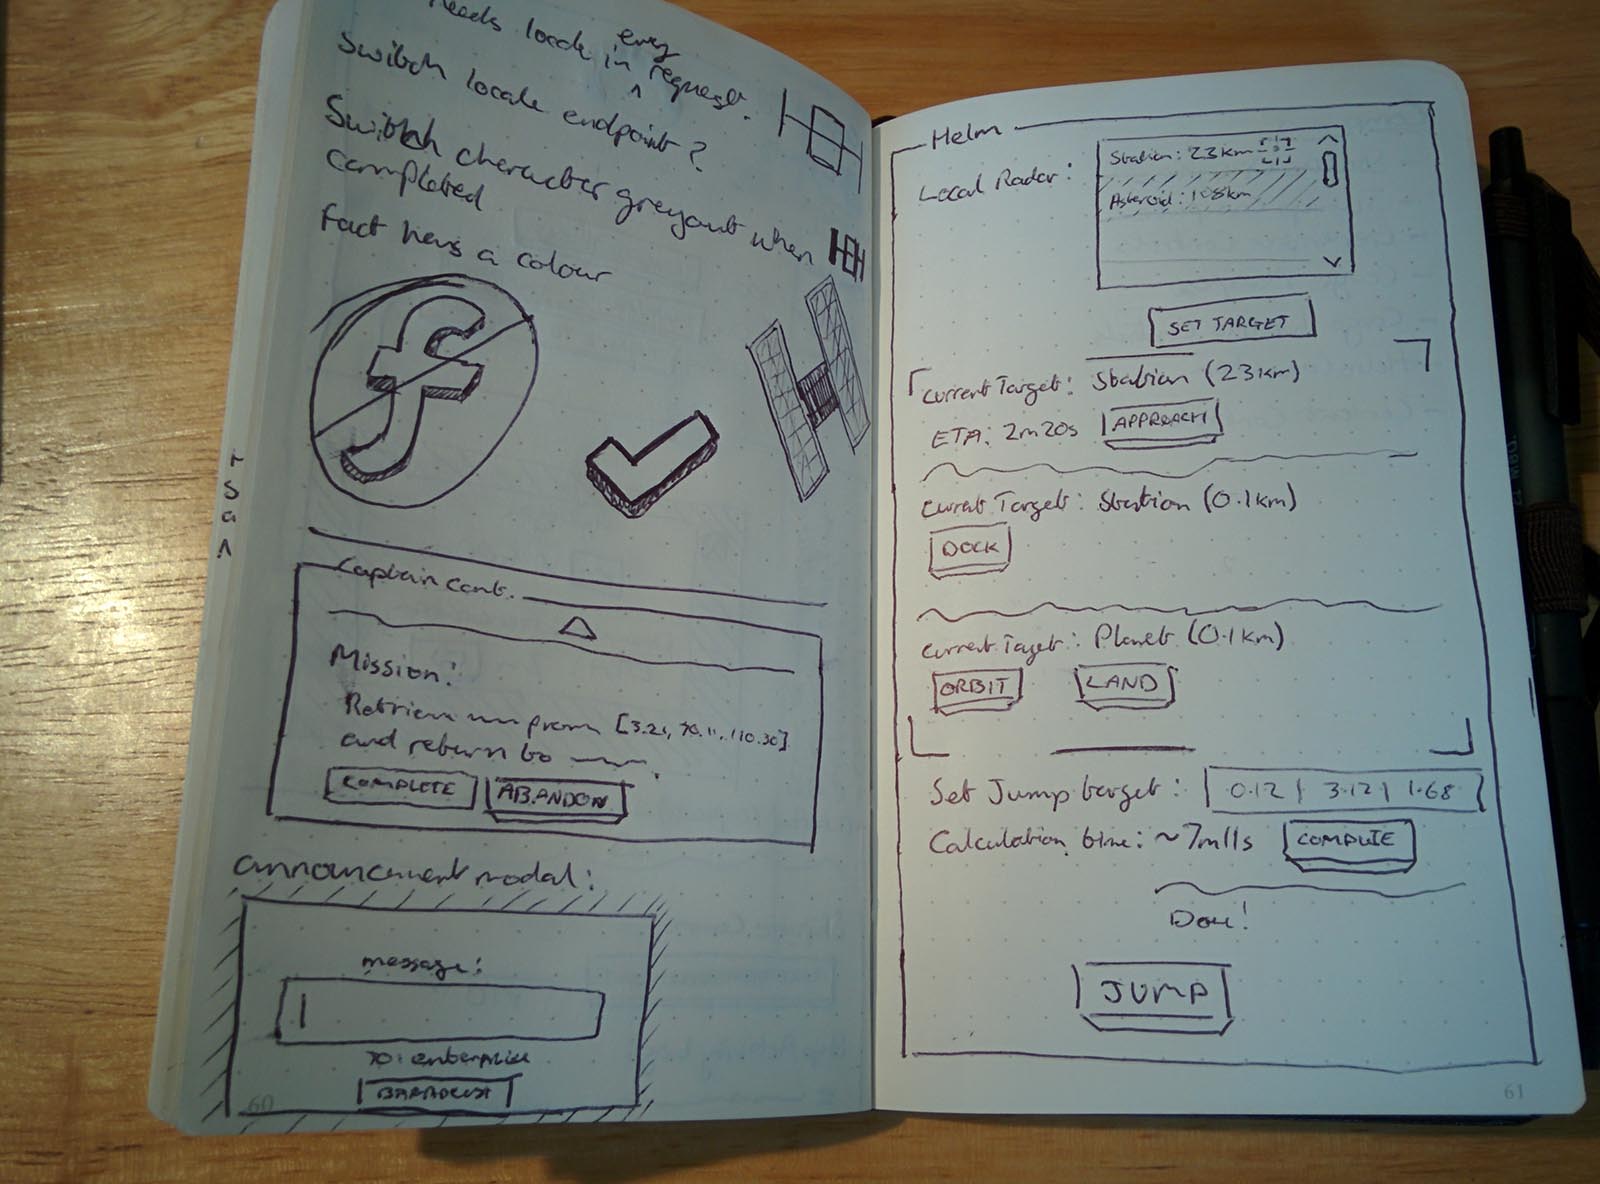 Needs locale in every request.
Switch locale endpoint?
Switch character greyout when
completed
Fact has a colour
f
Captain cont.
Mission:
Retrieve from [3.21, 70.11, 110.30]
and return to
COMPLETE ABANDON
announcement modal:
message:
TO: enterprise
60
Helm
Local Radar:
Station: 23km
Asteroid: 108km
SET TARGET
Current Target: Station (23km)
ETA: 2m20s APPROACH
Current Target: Station (0.1km)
DOCK
Current Target: Planet (0.1km)
ORBIT LAND
Set Jump target: 0.12 | 3.12 | 1.68
Calculation time: ~7m11s COMPUTE
Done!
JUMP
61